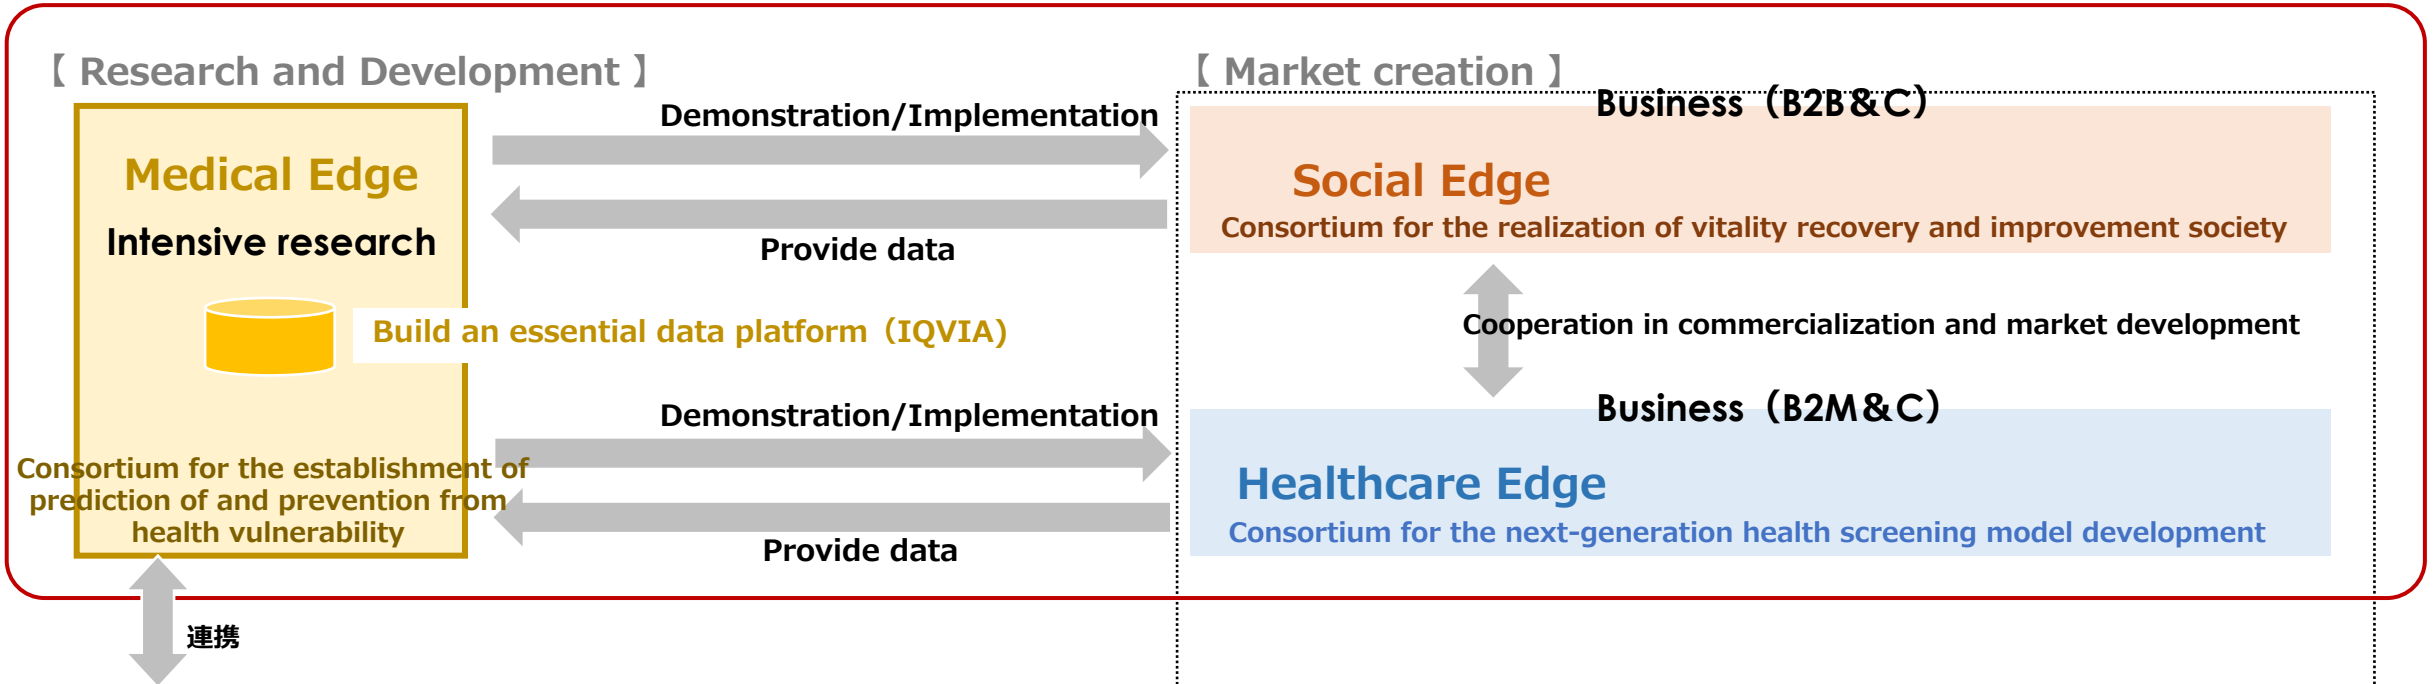 【 Research and Development 】
【 Market creation 】
Demonstration/Implementation
Business（B2B＆C）
Medical Edge
Social Edge
Intensive research
Consortium for the realization of vitality recovery and improvement society
Provide data
Build an essential data platform（IQVIA)
Cooperation in commercialization and market development
Demonstration/Implementation
Business（B2M＆C）
Consortium for the establishment of
prediction of and prevention from
health vulnerability
Healthcare Edge
Consortium for the next-generation health screening model development
Provide data
連携